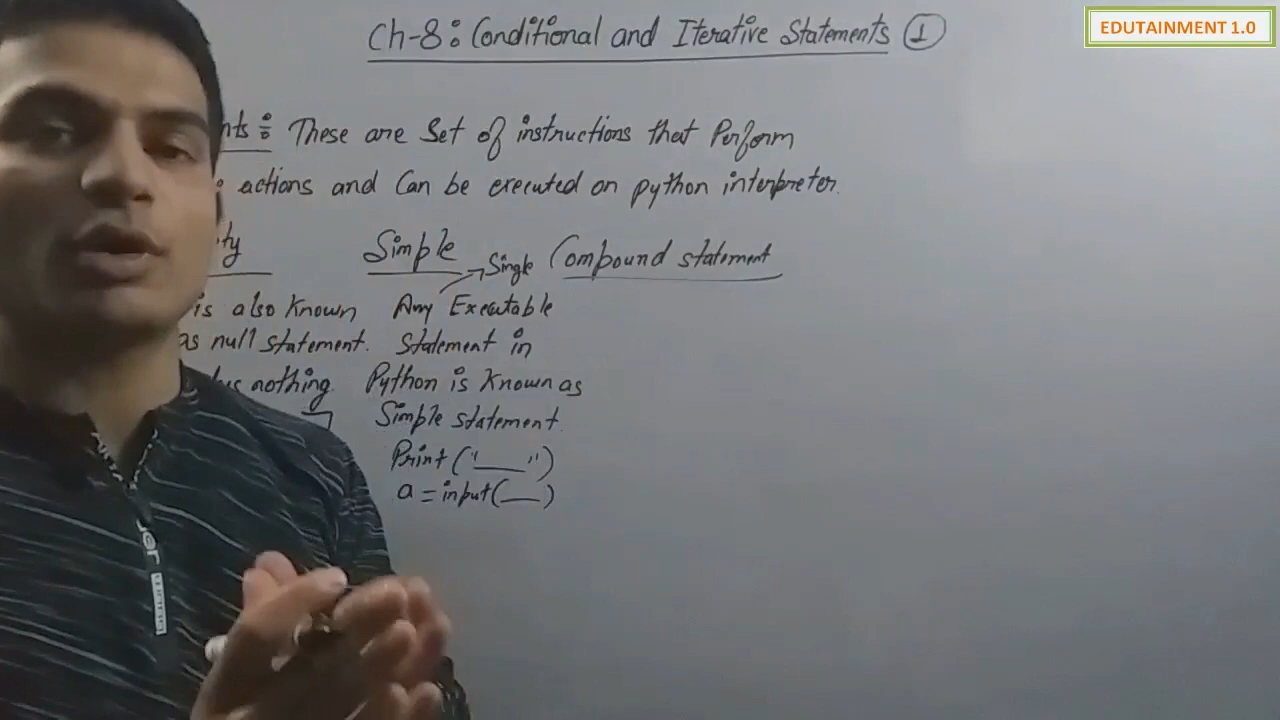 EDUTAINMENT 1.0
Ch-8: Conditional and Iterative Statements 1
nts: These are set of instructions that Perform
actions and Can be executed on python interpreter.
ty Simple Compound statement
Single
is also Known Any Executable
as null statement. Statement in
nothing. Python is Known as
Simple statement.
Print ("___")
a = input(___)